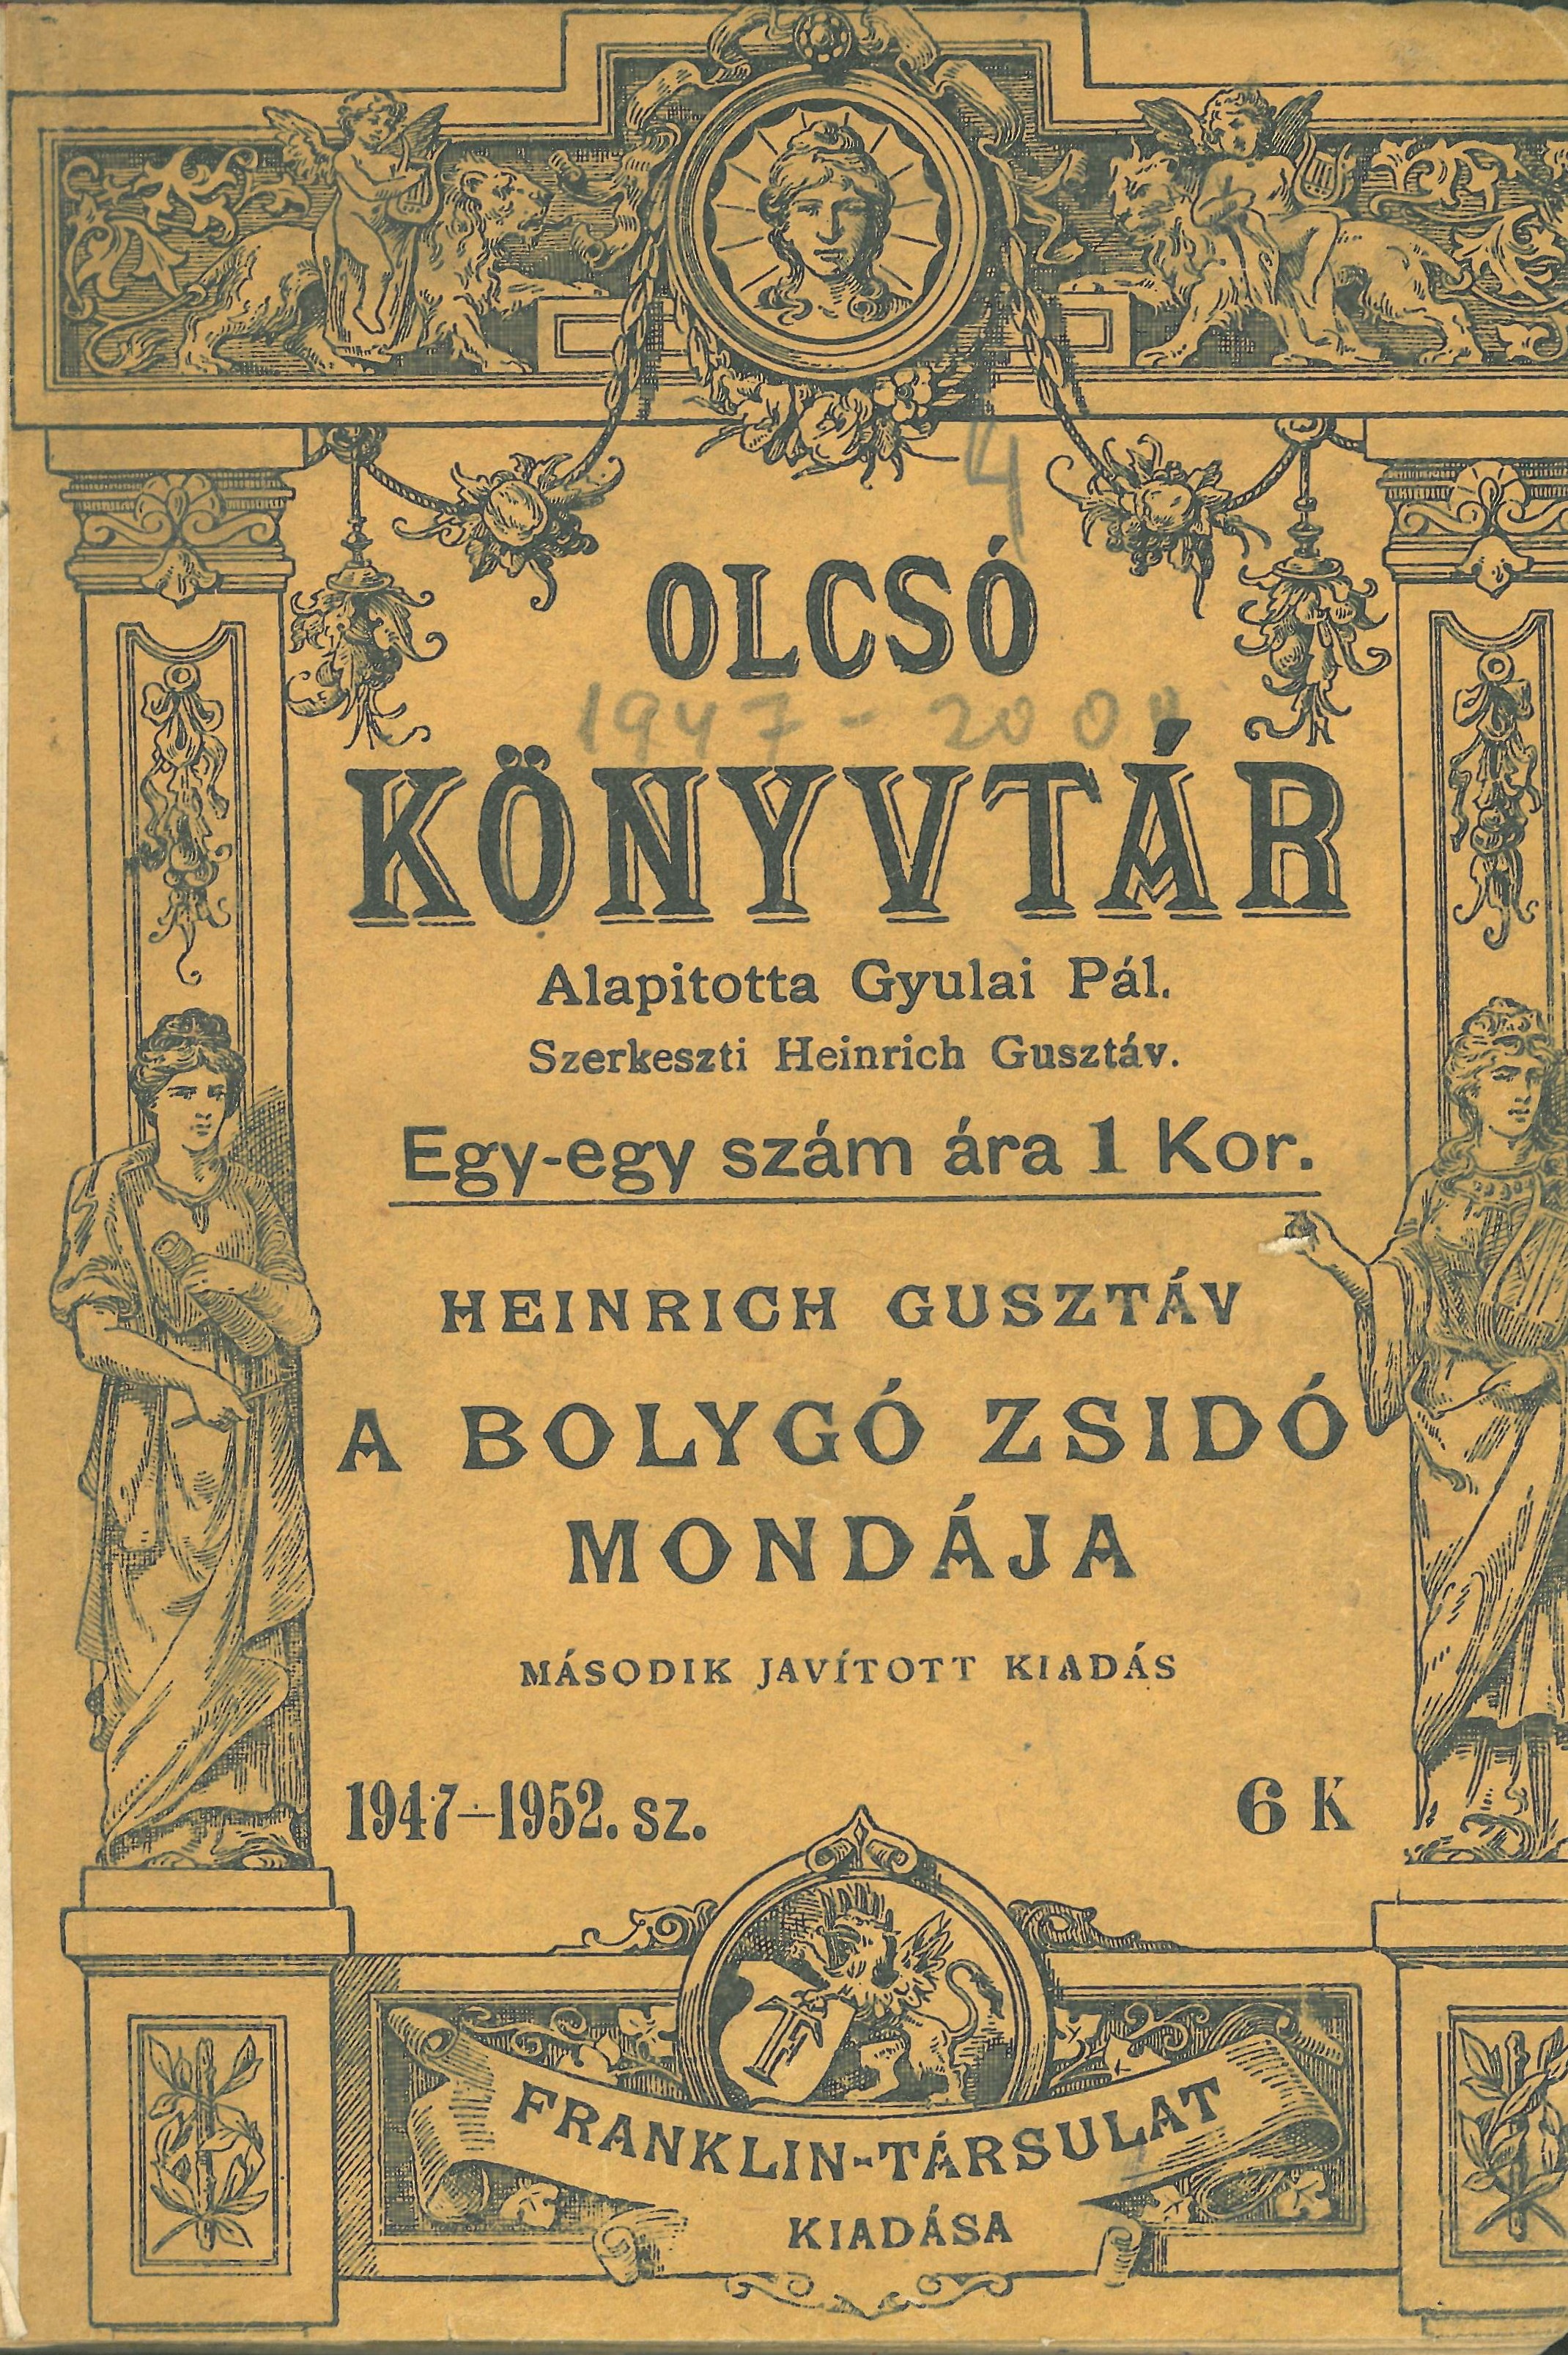 4
OLCSÓ
1947 - 200
KÖNYVTÁR
Alapitotta Gyulai Pál.
Szerkeszti Heinrich Gusztáv.
Egy-egy szám ára 1 Kor.
HEINRICH GUSZTÁV
A BOLYGÓ ZSIDÓ
MONDÁJA
MÁSODIK JAVÍTOTT KIADÁS
1947–1952. sz. 6 K
F
FRANKLIN-TÁRSULAT
KIADÁSA